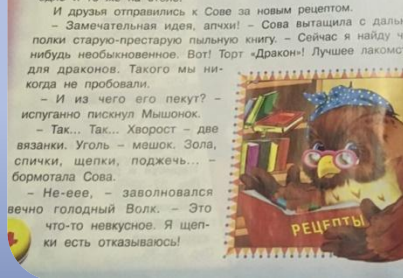 И друзья отправились к Сове за новым рецептом.
– Замечательная идея, апчхи! – Сова вытащила с даль
полки старую-престарую пыльную книгу. – Сейчас я найду ч
нибудь необыкновенное. Вот! Торт «Дракон»! Лучшее лакомс
для драконов. Такого мы ни-
когда не пробовали.
– И из чего его пекут? –
испуганно пискнул Мышонок.
– Так... Так... Хворост – две
вязанки. Уголь – мешок. Зола,
спички, щепки, поджечь... –
бормотала Сова.
– Не-еее, – заволновался
вечно голодный Волк. – Это
что-то невкусное. Я щеп-
ки есть отказываюсь!
РЕЦЕПТЫ